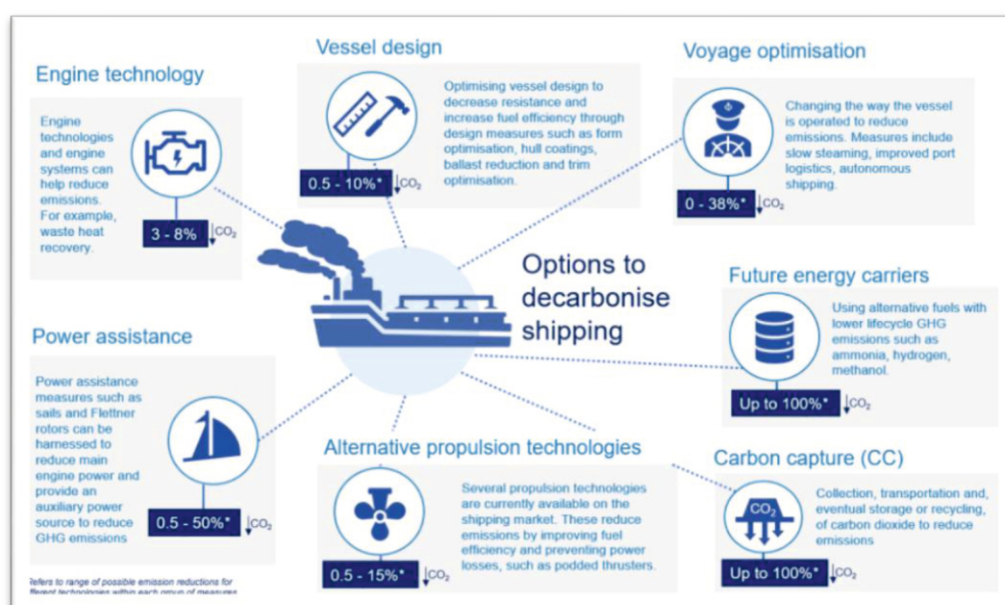 Engine technology
Engine
technologies
and engine
systems can
help reduce
emissions.
For example,
waste heat
recovery.
3 - 8%
↓CO₂
Vessel design
Optimising vessel design to
decrease resistance and
increase fuel efficiency through
design measures such as form
optimisation, hull coatings,
ballast reduction and trim
optimisation.
0.5 - 10%*
↓CO₂
Voyage optimisation
Changing the way the vessel
is operated to reduce
emissions. Measures include
slow steaming, improved port
logistics, autonomous
shipping.
0 - 38%*
↓CO₂
Options to
decarbonise
shipping
Future energy carriers
Using alternative fuels with
lower lifecycle GHG
emissions such as
ammonia, hydrogen,
methanol.
Up to 100%*
↓CO₂
Power assistance
Power assistance
measures such as
sails and Flettner
rotors can be
harnessed to
reduce main
engine power and
provide an
auxiliary power
source to reduce
GHG emissions
0.5 - 50%*
↓CO₂
Alternative propulsion technologies
Several propulsion technologies
are currently available on the
shipping market. These reduce
emissions by improving fuel
efficiency and preventing power
losses, such as podded thrusters.
0.5 - 15%*
↓CO₂
Carbon capture (CC)
CO₂
Collection, transportation and,
eventual storage or recycling,
of carbon dioxide to reduce
emissions
Up to 100%*
↓CO₂
Refers to range of possible emission reductions for
different technologies within each group of measures